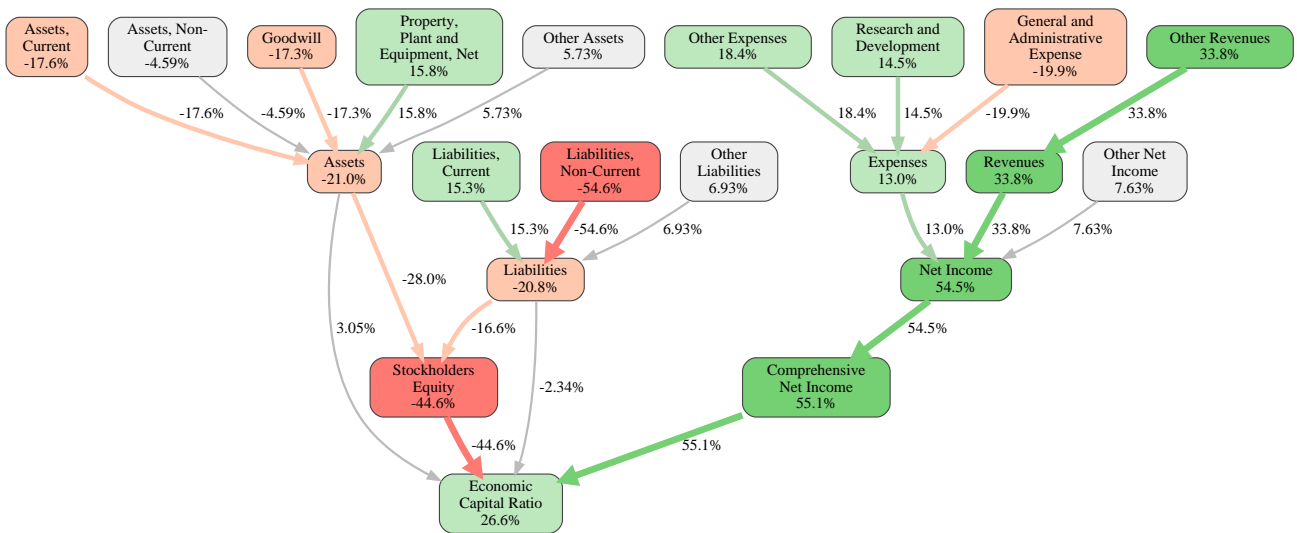 Assets,
Current
-17.6%
Assets, Non-
Current
-4.59%
Goodwill
-17.3%
Property,
Plant and
Equipment, Net
15.8%
Other Assets
5.73%
Other Expenses
18.4%
Research and
Development
14.5%
General and
Administrative
Expense
-19.9%
Other Revenues
33.8%
-17.6%
-4.59%
-17.3%
15.8%
5.73%
18.4%
14.5%
-19.9%
33.8%
Assets
-21.0%
Liabilities,
Current
15.3%
Liabilities,
Non-Current
-54.6%
Other
Liabilities
6.93%
Expenses
13.0%
Revenues
33.8%
Other Net
Income
7.63%
15.3%
-54.6%
6.93%
13.0%
33.8%
7.63%
Liabilities
-20.8%
Net Income
54.5%
-28.0%
3.05%
-16.6%
54.5%
Stockholders
Equity
-44.6%
-2.34%
Comprehensive
Net Income
55.1%
-44.6%
55.1%
Economic
Capital Ratio
26.6%